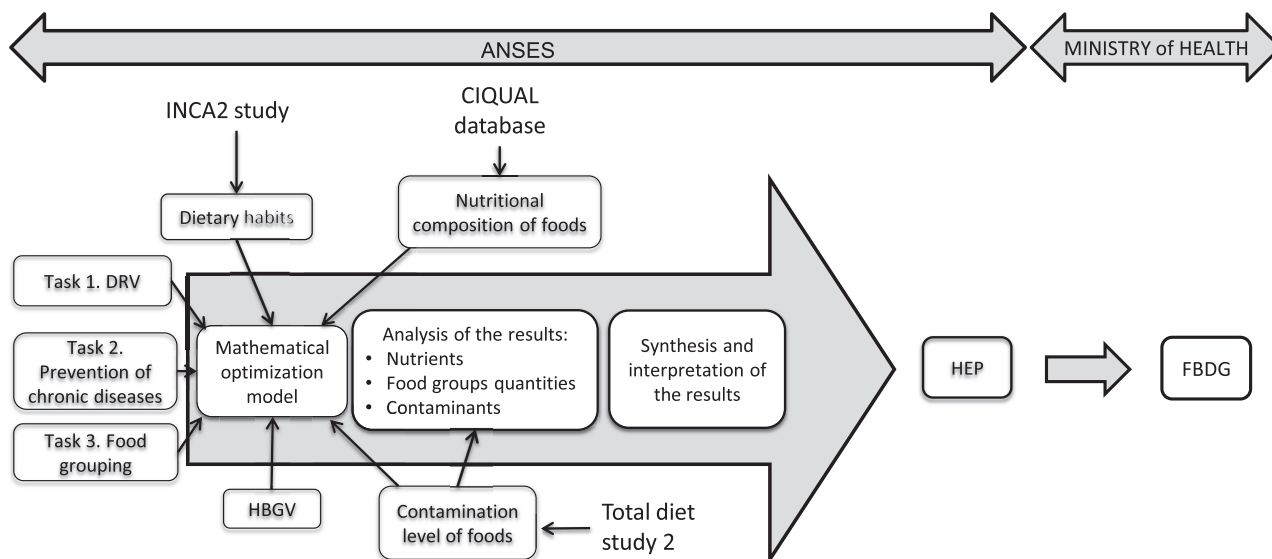 ANSES
MINISTRY of HEALTH
INCA2 study
CIQUAL
database
Dietary habits
Nutritional
composition of foods
Task 1. DRV
Task 2.
Prevention of
chronic diseases
Task 3. Food
grouping
Mathematical
optimization
model
Analysis of the results:
• Nutrients
• Food groups quantities
• Contaminants
Synthesis and
interpretation of
the results
HEP
FBDG
HBGV
Contamination
level of foods
Total diet
study 2